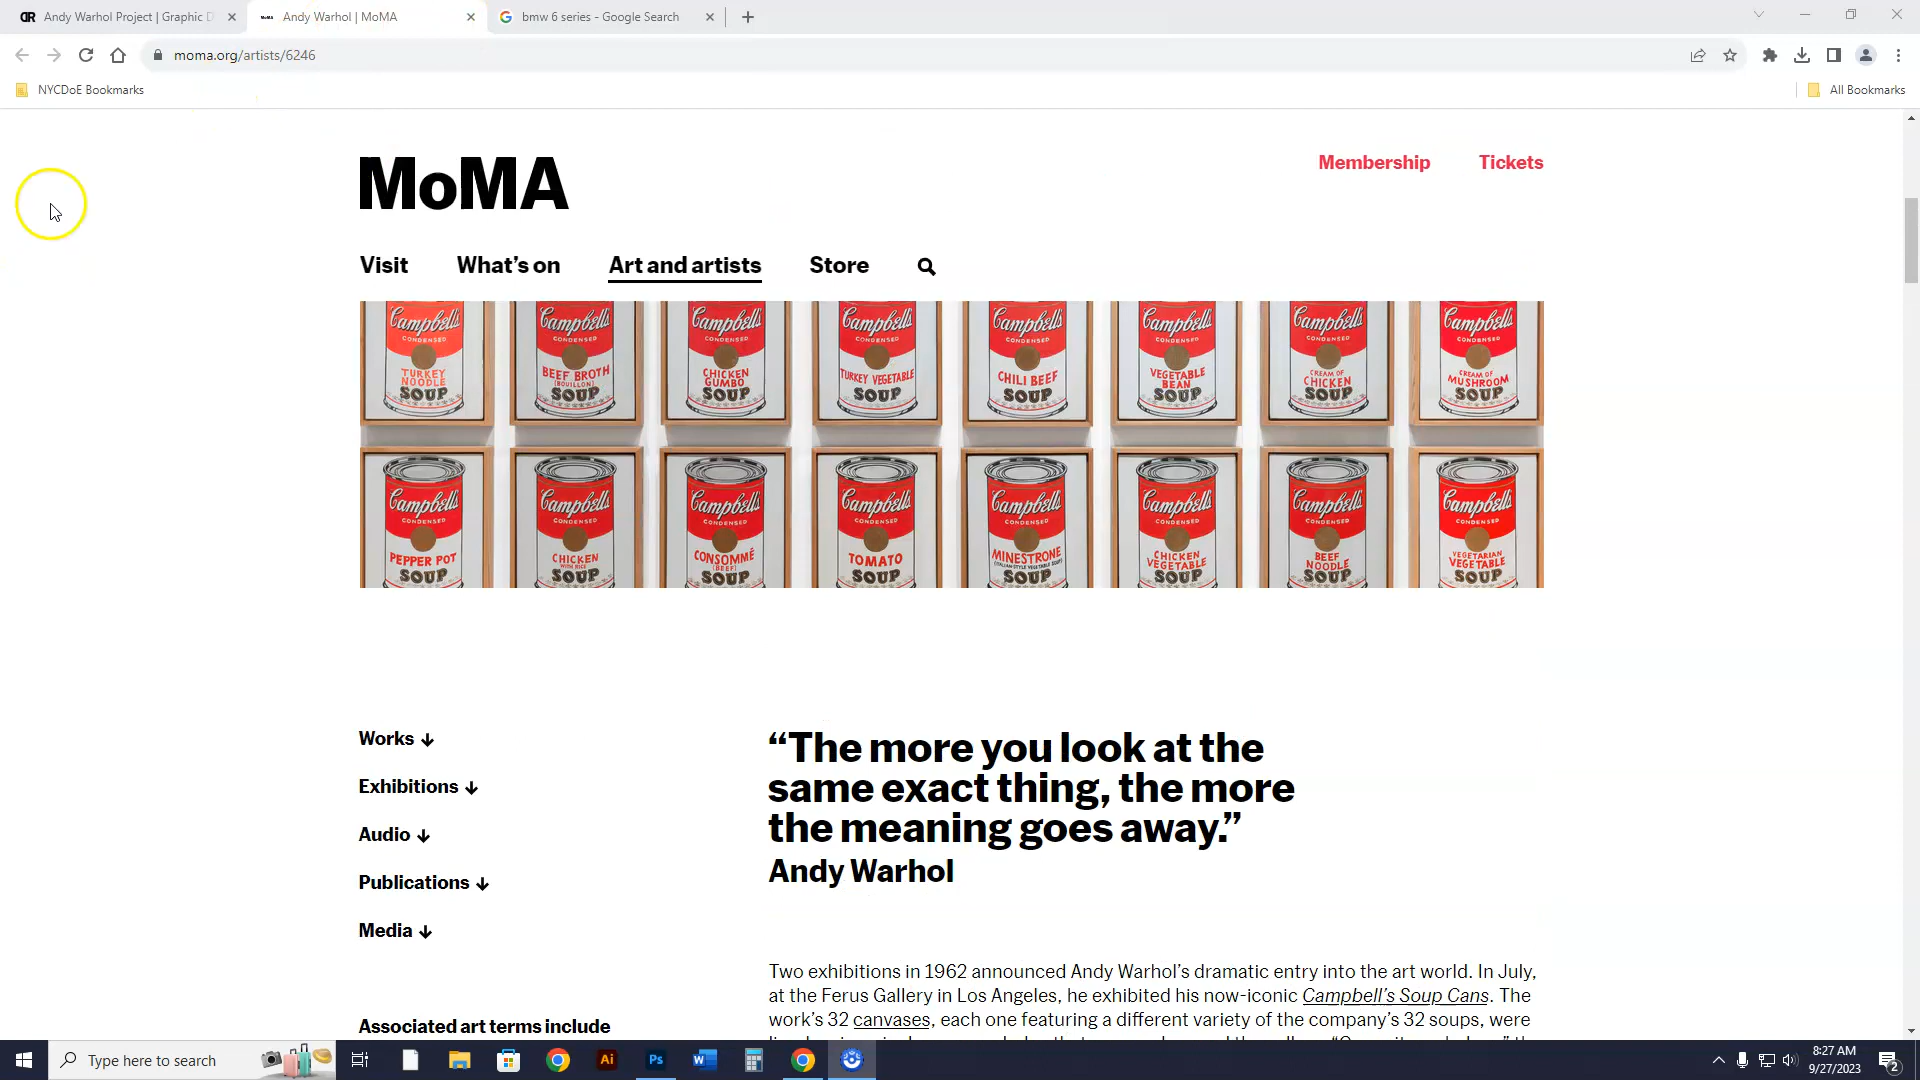 Andy Warhol Project | Graphic D
Andy Warhol | MoMA
bmw 6 series - Google Search
moma.org/artists/6246
NYCDoE Bookmarks
All Bookmarks
MoMA
Membership
Tickets
Visit
What's on
Art and artists
Store
Campbell's CONDENSED TURKEY NOODLE SOUP
Campbell's CONDENSED BEEF BROTH (BOUILLON) SOUP
Campbell's CONDENSED CHICKEN GUMBO SOUP
Campbell's CONDENSED TURKEY VEGETABLE SOUP
Campbell's CONDENSED CHILI BEEF SOUP
Campbell's CONDENSED VEGETABLE BEAN SOUP
Campbell's CONDENSED CREAM OF CHICKEN SOUP
Campbell's CONDENSED CREAM OF MUSHROOM SOUP
Campbell's CONDENSED PEPPER POT SOUP
Campbell's CONDENSED CHICKEN WITH RICE SOUP
Campbell's CONDENSED CONSOMMÉ (BEEF) SOUP
Campbell's CONDENSED TOMATO SOUP
Campbell's CONDENSED MINESTRONE (ITALIAN-STYLE VEGETABLE SOUP) SOUP
Campbell's CONDENSED CHICKEN VEGETABLE SOUP
Campbell's CONDENSED BEEF NOODLE SOUP
Campbell's CONDENSED VEGETARIAN VEGETABLE SOUP
Works ↓
Exhibitions ↓
Audio ↓
Publications ↓
Media ↓
Associated art terms include
“The more you look at the
same exact thing, the more
the meaning goes away.”
Andy Warhol
Two exhibitions in 1962 announced Andy Warhol's dramatic entry into the art world. In July,
at the Ferus Gallery in Los Angeles, he exhibited his now-iconic Campbell's Soup Cans. The
work's 32 canvases, each one featuring a different variety of the company's 32 soups, were
Type here to search
8:27 AM
9/27/2023
2